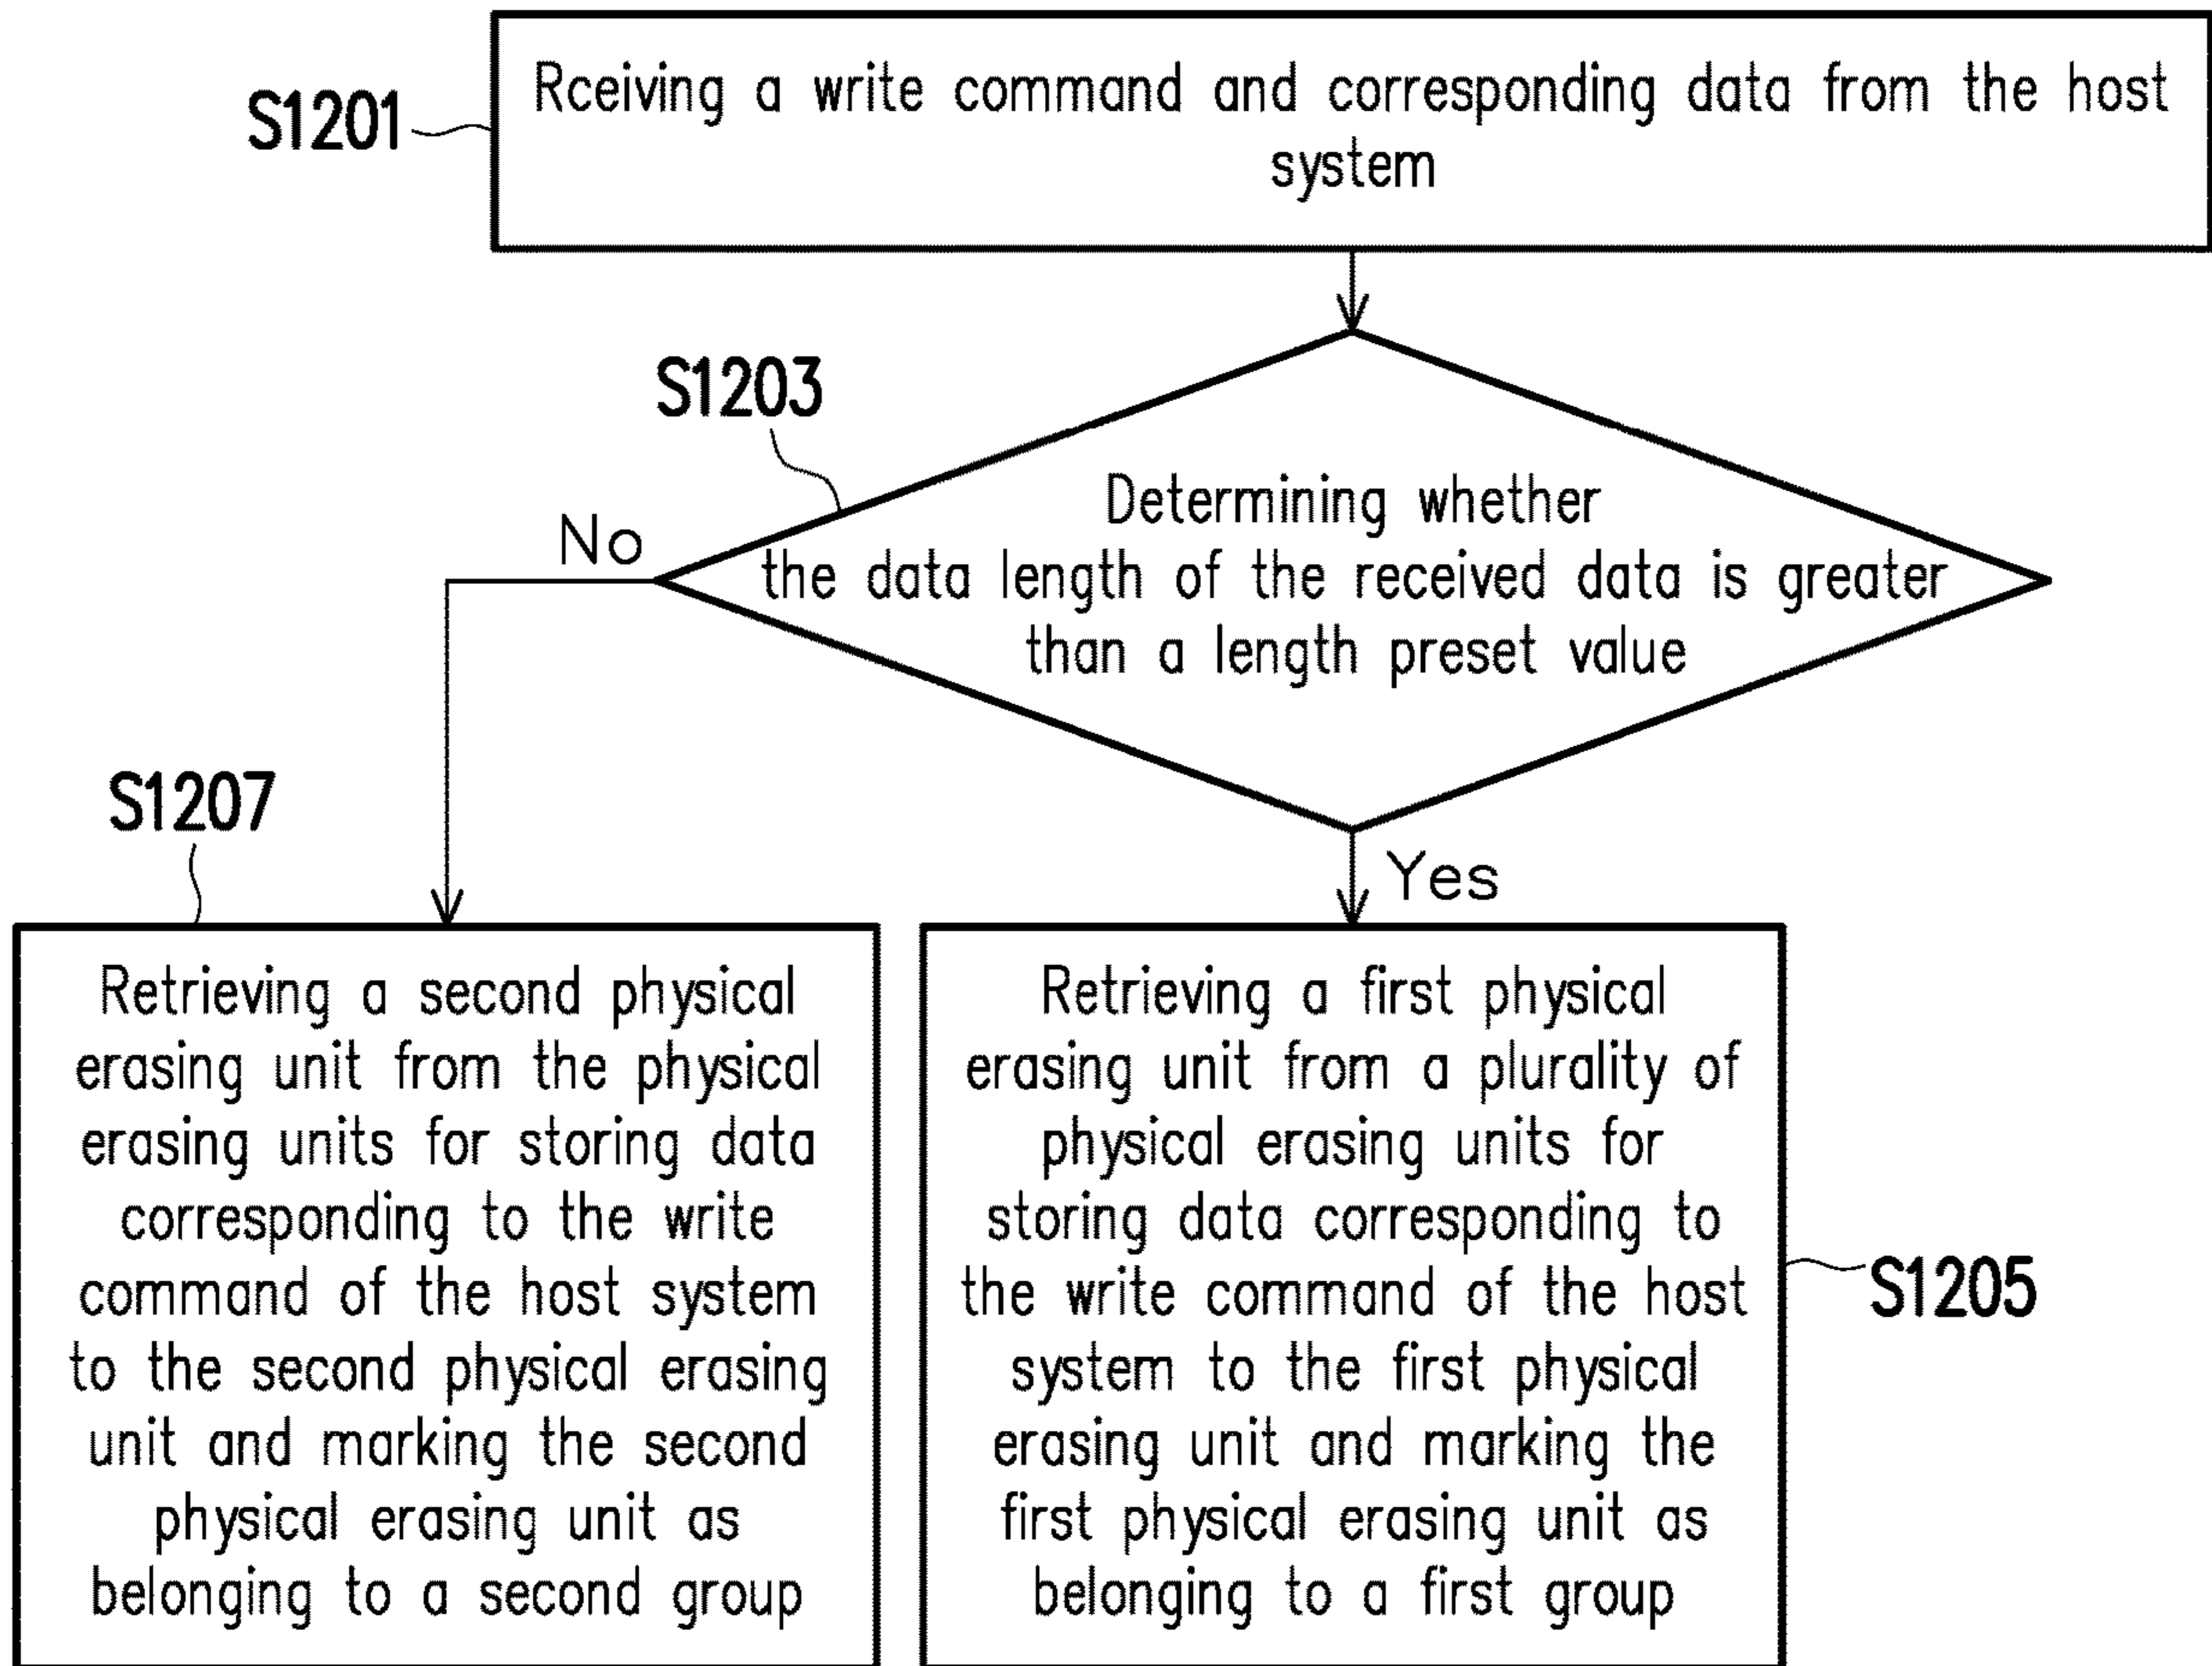 S1201
Rceiving a write command and corresponding data from the host
system
S1203
Determining whether
the data length of the received data is greater
than a length preset value
No
Yes
S1207
Retrieving a second physical
erasing unit from the physical
erasing units for storing data
corresponding to the write
command of the host system
to the second physical erasing
unit and marking the second
physical erasing unit as
belonging to a second group
Retrieving a first physical
erasing unit from a plurality of
physical erasing units for
storing data corresponding to
the write command of the host
system to the first physical
erasing unit and marking the
first physical erasing unit as
belonging to a first group
S1205